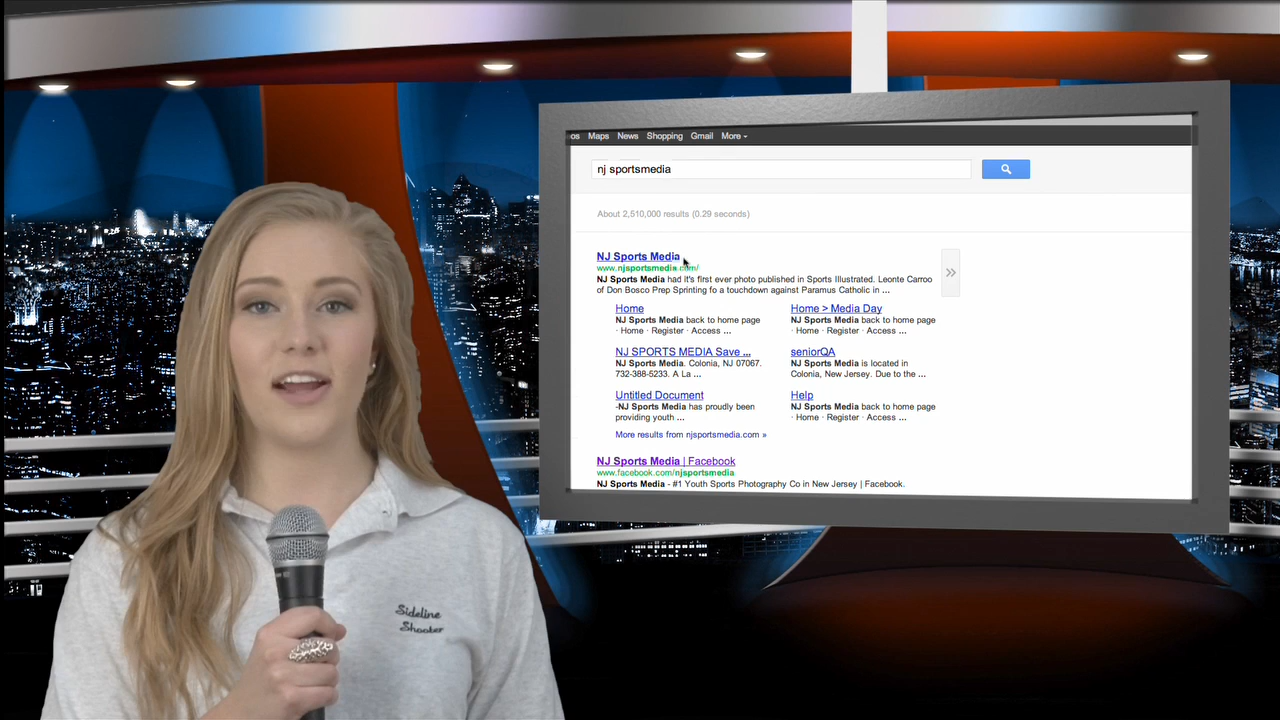 os Maps News Shopping Gmail More
nj sportsmedia
About 2,510,000 results (0.29 seconds)
NJ Sports Media
www.njsportsmedia.com/
NJ Sports Media had it's first ever photo published in Sports Illustrated. Leonte Carroo
of Don Bosco Prep Sprinting fo a touchdown against Paramus Catholic in ...
Home
NJ Sports Media back to home page
· Home · Register · Access ...
Home > Media Day
NJ Sports Media back to home page
· Home · Register · Access ...
NJ SPORTS MEDIA Save ...
NJ Sports Media. Colonia, NJ 07067.
732-388-5233. A La ...
seniorQA
NJ Sports Media is located in
Colonia, New Jersey. Due to the ...
Untitled Document
-NJ Sports Media has proudly been
providing youth ...
Help
NJ Sports Media back to home page
· Home · Register · Access ...
More results from njsportsmedia.com »
NJ Sports Media | Facebook
www.facebook.com/njsportsmedia
NJ Sports Media - #1 Youth Sports Photography Co in New Jersey | Facebook.
Sideline
Shooter